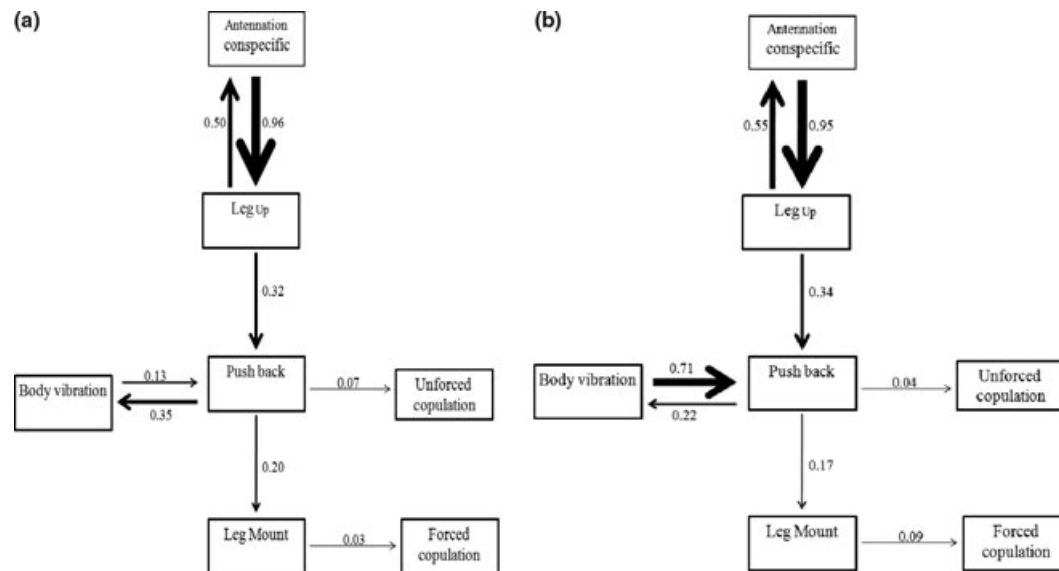 (a)
Antennation
conspecific
0.50
0.96
Leg Up
0.32
Body vibration
0.13
0.35
Push back
0.07
Unforced
copulation
0.20
Leg Mount
0.03
Forced
copulation
(b)
Antennation
conspecific
0.55
0.95
Leg Up
0.34
Body vibration
0.71
0.22
Push back
0.04
Unforced
copulation
0.17
Leg Mount
0.09
Forced
copulation